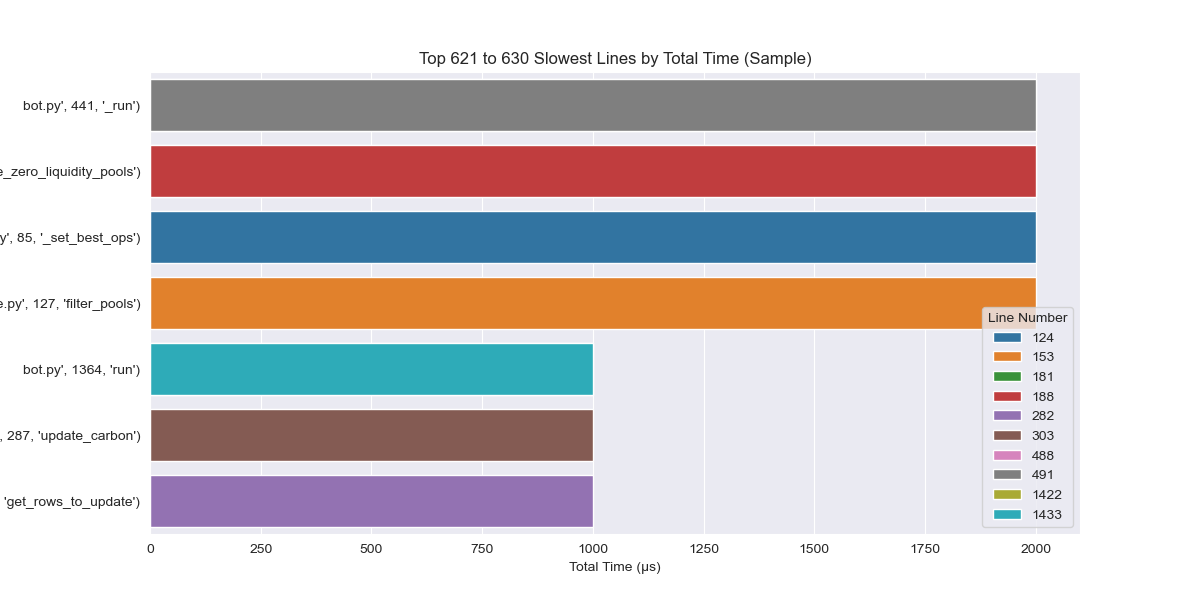 Top 621 to 630 Slowest Lines by Total Time (Sample)
bot.py', 441, '_run')
e_zero_liquidity_pools')
y', 85, '_set_best_ops')
e.py', 127, 'filter_pools')
bot.py', 1364, 'run')
, 287, 'update_carbon')
'get_rows_to_update')
Line Number
124
153
181
188
282
303
488
491
1422
1433
0 250 500 750 1000 1250 1500 1750 2000
Total Time (µs)